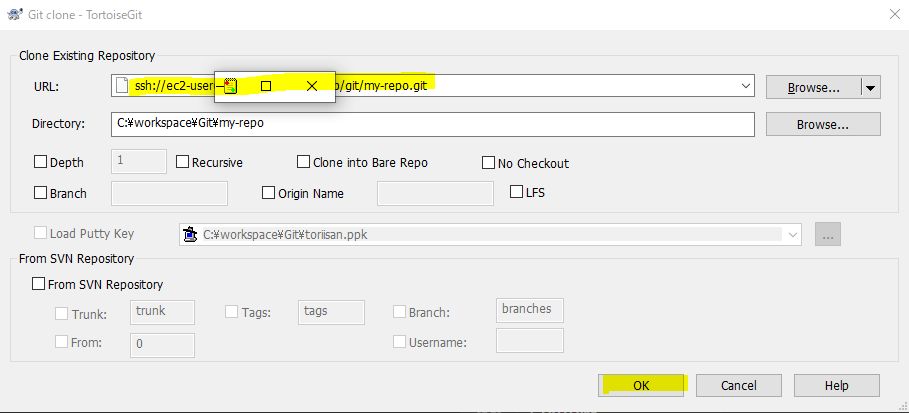 Git clone - TortoiseGit
Clone Existing Repository
URL: ssh://ec2-user /git/my-repo.git Browse...
Directory: C:¥workspace¥Git¥my-repo Browse...
Depth 1 Recursive Clone into Bare Repo No Checkout
Branch Origin Name LFS
Load Putty Key C:¥workspace¥Git¥toriisan.ppk ...
From SVN Repository
From SVN Repository
Trunk: trunk Tags: tags Branch: branches
From: 0 Username:
OK Cancel Help